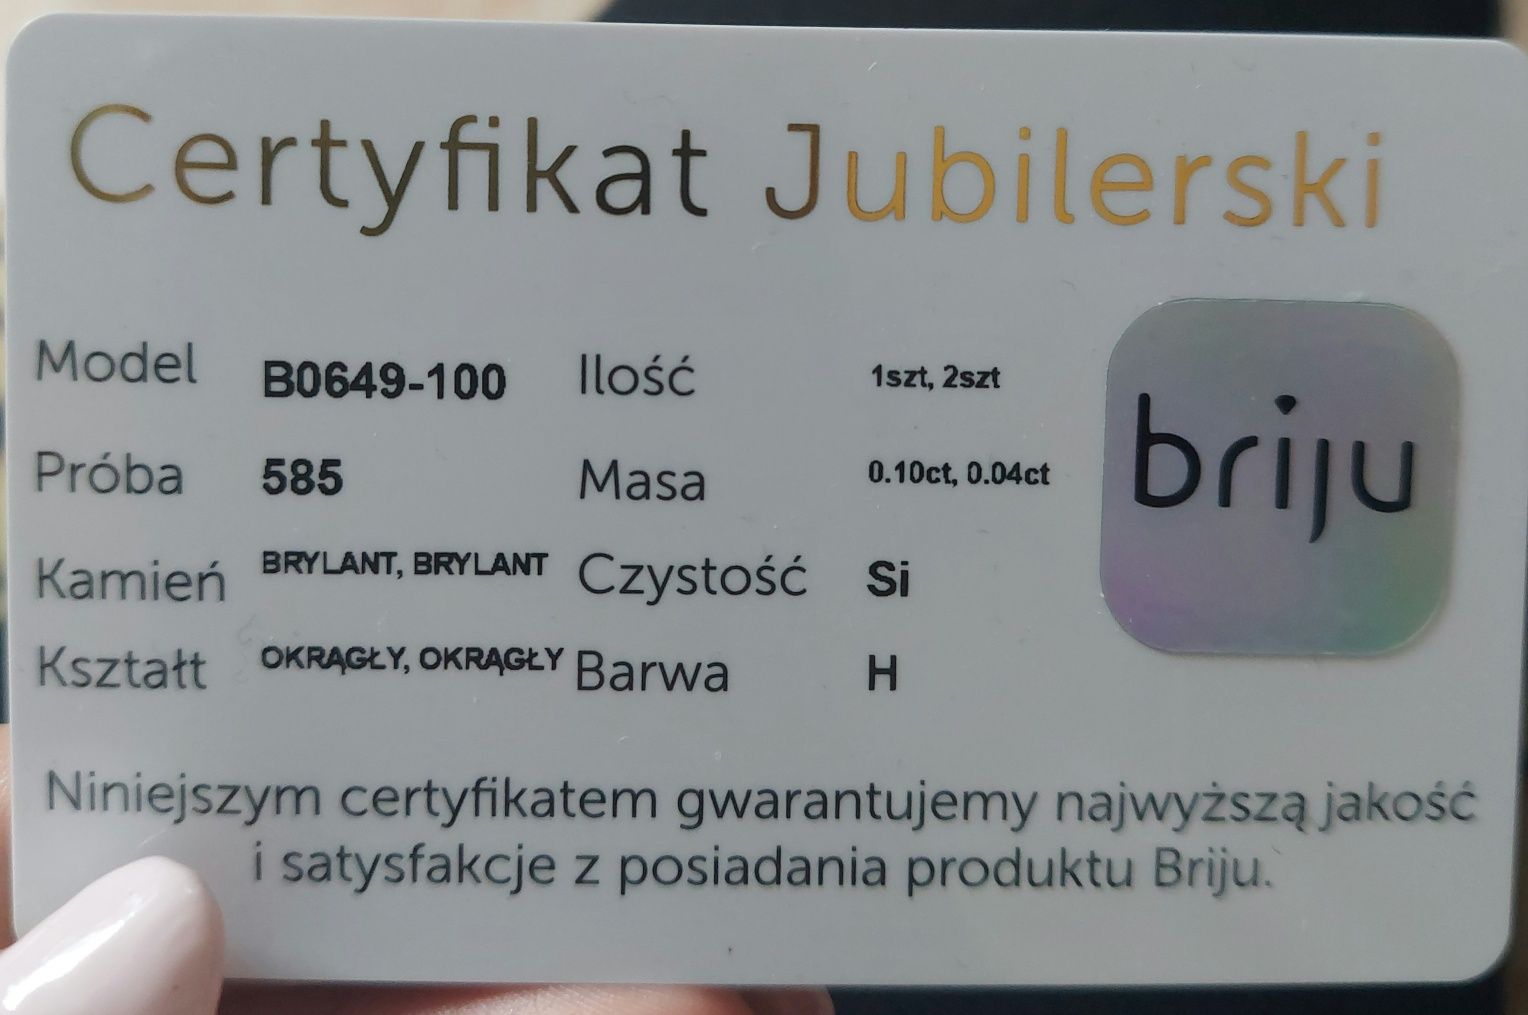 Certyfikat Jubilerski
Model B0649-100 Ilość 1szt, 2szt
Próba 585 Masa 0.10ct, 0.04ct
Kamień BRYLANT, BRYLANT Czystość Si
Kształt OKRĄGŁY, OKRĄGŁY Barwa H
briju
Niniejszym certyfikatem gwarantujemy najwyższą jakość
i satysfakcje z posiadania produktu Briju.